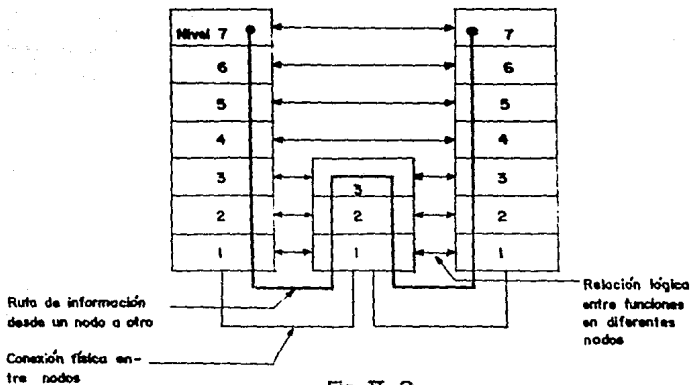 Nivel 7
7
6
6
5
5
4
4
3
3
3
2
2
2
1
1
1
Ruta de información
desde un nodo a otro
Relación lógica
entre funciones
en diferentes
nodos
Conexión física en-
tre nodos